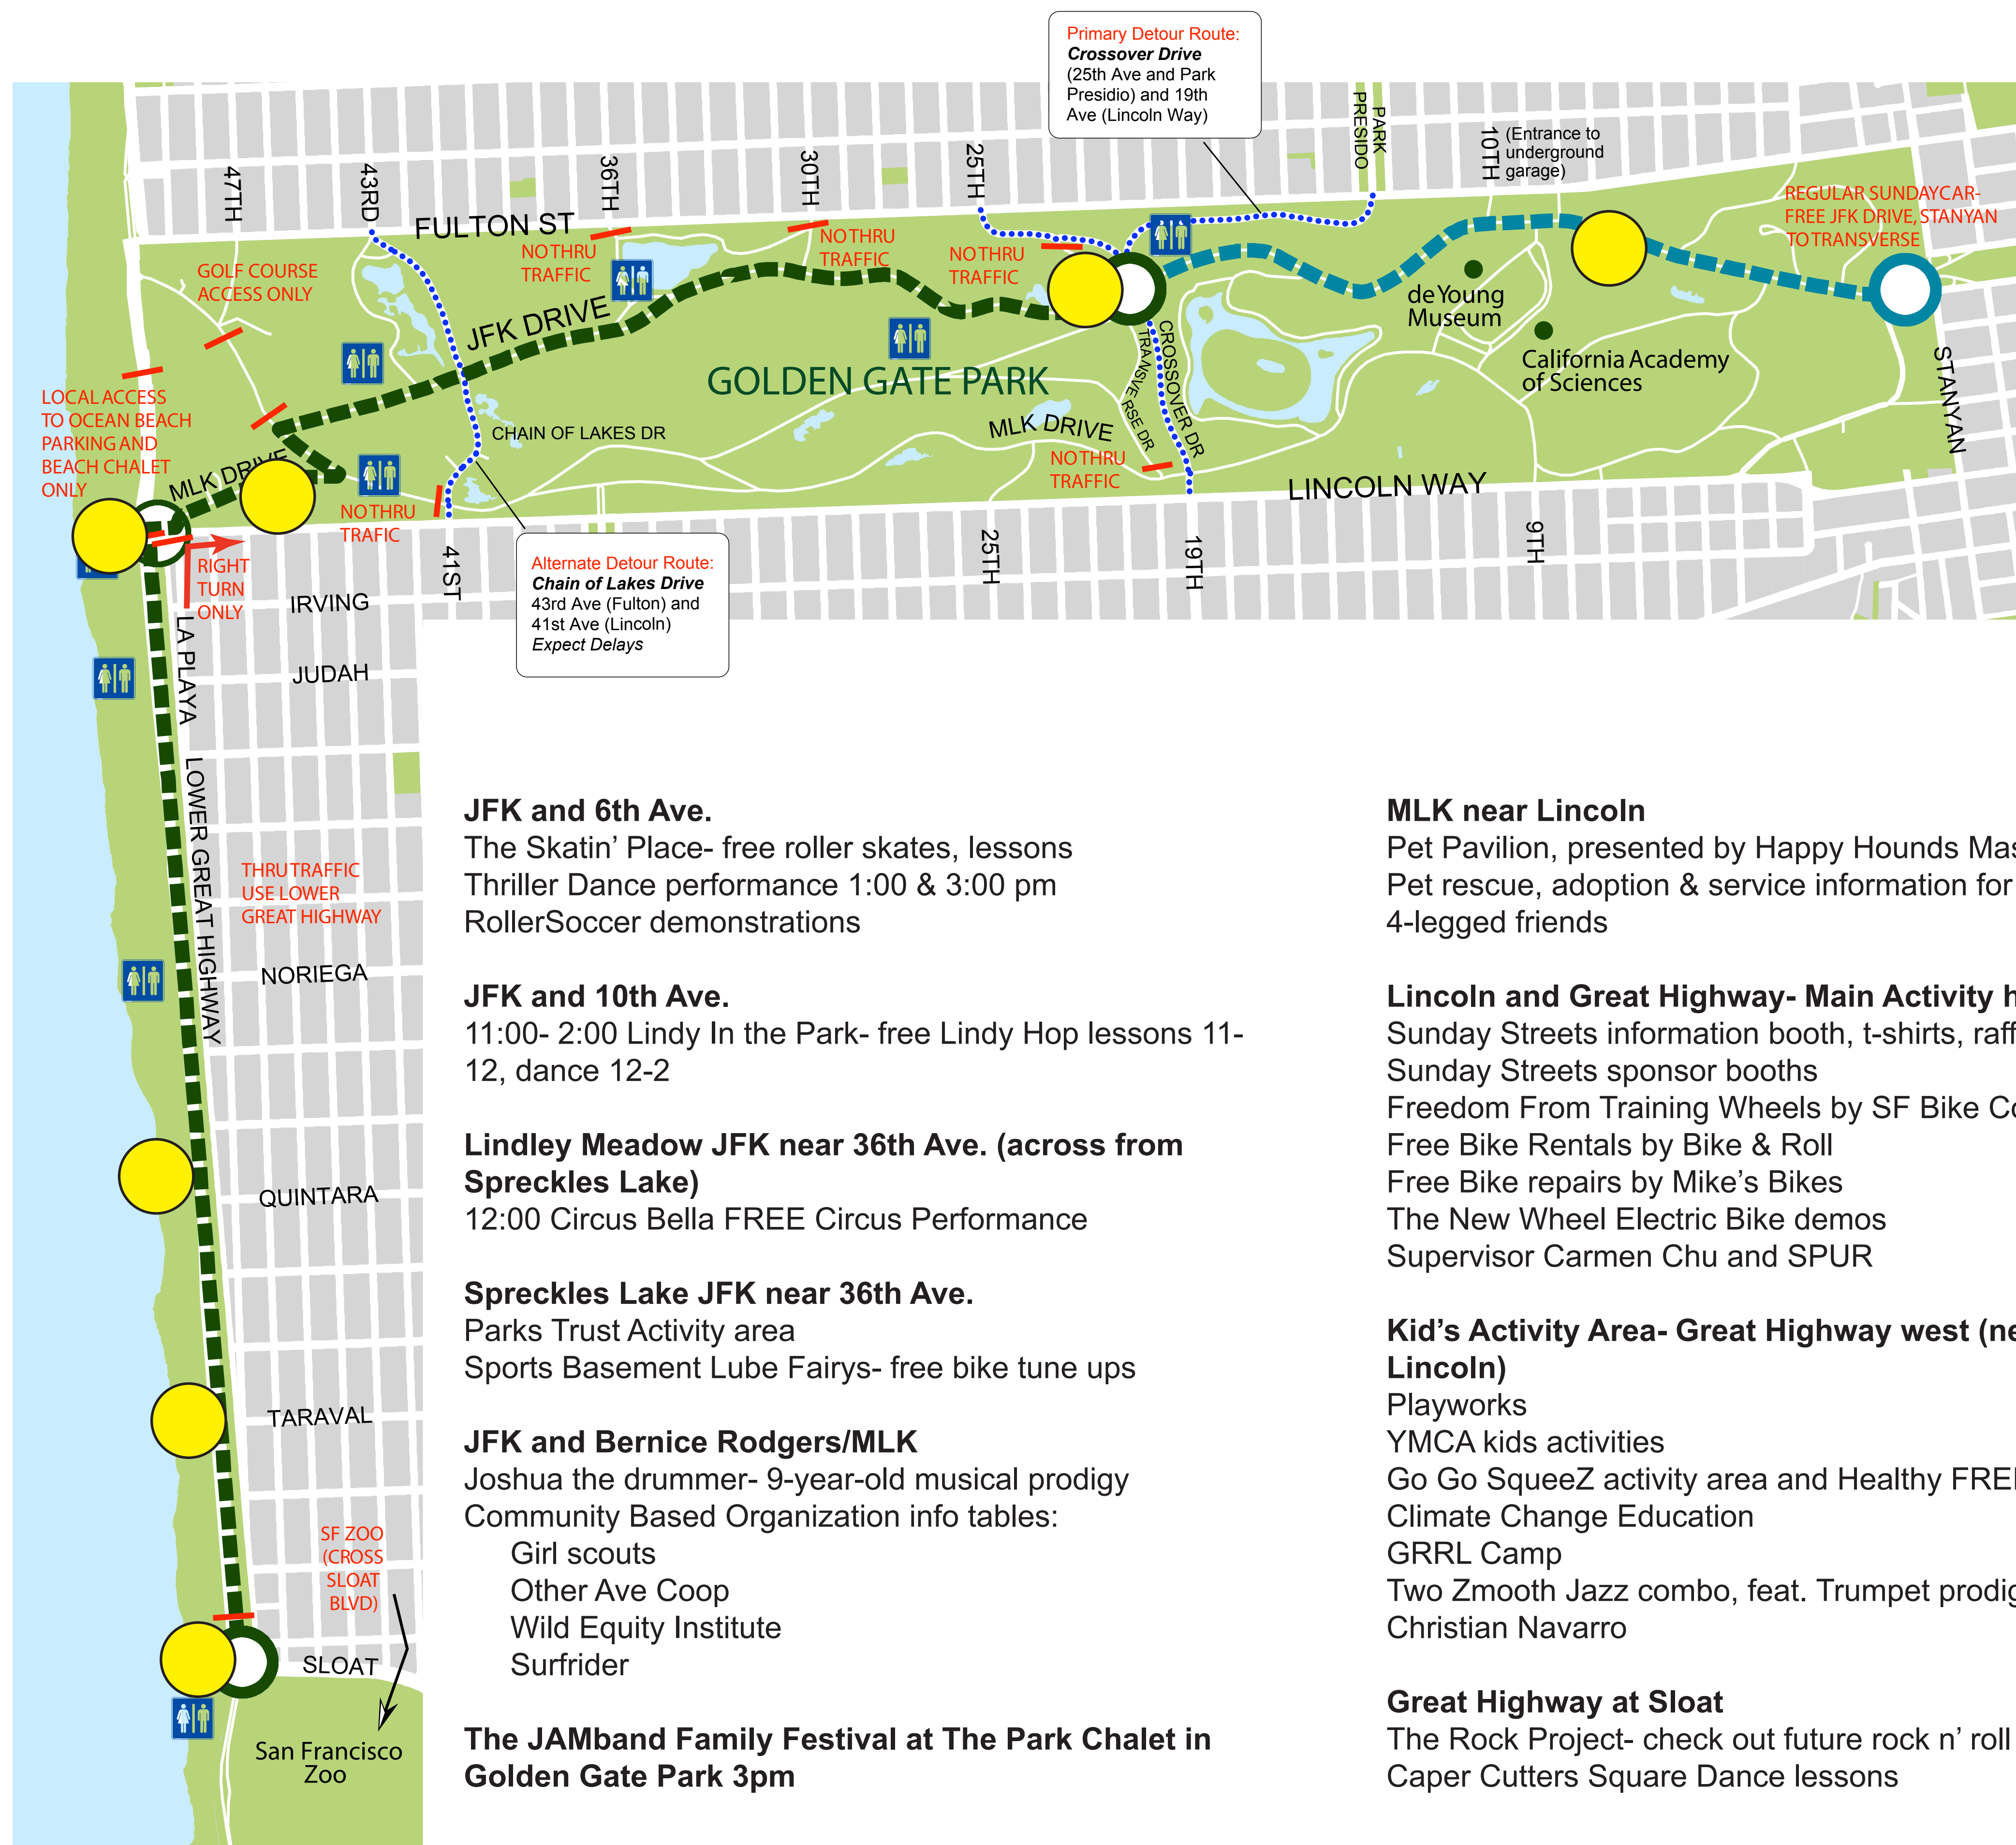 Primary Detour Route:
Crossover Drive
(25th Ave and Park
Presidio) and 19th
Ave (Lincoln Way)
PARK
PRESIDO
10TH
(Entrance to
underground
garage)
47TH
43RD
36TH
30TH
25TH
FULTON ST
REGULAR SUNDAY CAR-
FREE JFK DRIVE, STANYAN
TO TRANSVERSE
NO THRU
TRAFFIC
NO THRU
TRAFFIC
NO THRU
TRAFFIC
GOLF COURSE
ACCESS ONLY
JFK DRIVE
de Young
Museum
California Academy
of Sciences
STANYAN
GOLDEN GATE PARK
TRANSVERSE DR
CROSSOVER DR
LOCAL ACCESS
TO OCEAN BEACH
PARKING AND
BEACH CHALET
ONLY
CHAIN OF LAKES DR
MLK DRIVE
MLK DRIVE
NO THRU
TRAFFIC
LINCOLN WAY
NO THRU
TRAFIC
RIGHT
TURN
ONLY
41ST
25TH
19TH
9TH
Alternate Detour Route:
Chain of Lakes Drive
43rd Ave (Fulton) and
41st Ave (Lincoln)
Expect Delays
IRVING
LA PLAYA
JUDAH
LOWER GREAT HIGHWAY
THRU TRAFFIC
USE LOWER
GREAT HIGHWAY
NORIEGA
QUINTARA
TARAVAL
SF ZOO
(CROSS
SLOAT
BLVD)
SLOAT
San Francisco
Zoo
JFK and 6th Ave.
The Skatin’ Place- free roller skates, lessons
Thriller Dance performance 1:00 & 3:00 pm
RollerSoccer demonstrations
JFK and 10th Ave.
11:00- 2:00 Lindy In the Park- free Lindy Hop lessons 11-
12, dance 12-2
Lindley Meadow JFK near 36th Ave. (across from
Spreckles Lake)
12:00 Circus Bella FREE Circus Performance
Spreckles Lake JFK near 36th Ave.
Parks Trust Activity area
Sports Basement Lube Fairys- free bike tune ups
JFK and Bernice Rodgers/MLK
Joshua the drummer- 9-year-old musical prodigy
Community Based Organization info tables:
Girl scouts
Other Ave Coop
Wild Equity Institute
Surfrider
The JAMband Family Festival at The Park Chalet in
Golden Gate Park 3pm
MLK near Lincoln
Pet Pavilion, presented by Happy Hounds
Pet rescue, adoption & service information for
4-legged friends
Lincoln and Great Highway- Main Activity
Sunday Streets information booth, t-shirts,
Sunday Streets sponsor booths
Freedom From Training Wheels by SF Bike
Free Bike Rentals by Bike & Roll
Free Bike repairs by Mike’s Bikes
The New Wheel Electric Bike demos
Supervisor Carmen Chu and SPUR
Kid’s Activity Area- Great Highway west
Lincoln)
Playworks
YMCA kids activities
Go Go SqueeZ activity area and Healthy FREE
Climate Change Education
GRRL Camp
Two Zmooth Jazz combo, feat. Trumpet
Christian Navarro
Great Highway at Sloat
The Rock Project- check out future rock n’ roll
Caper Cutters Square Dance lessons